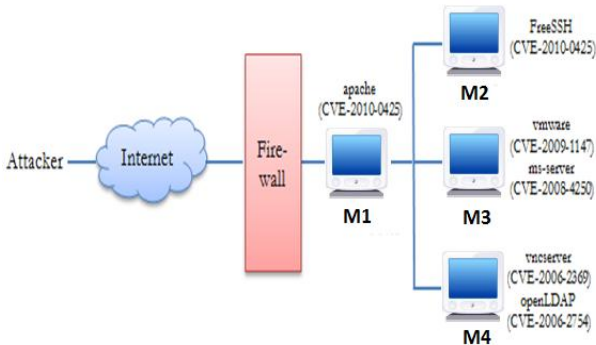 Attacker
Internet
Fire-
wall
apache
(CVE-2010-0425)
M1
FreeSSH
(CVE-2010-0425)
M2
vmware
(CVE-2009-1147)
ms-server
(CVE-2008-4250)
M3
vncserver
(CVE-2006-2369)
openLDAP
(CVE-2006-2754)
M4